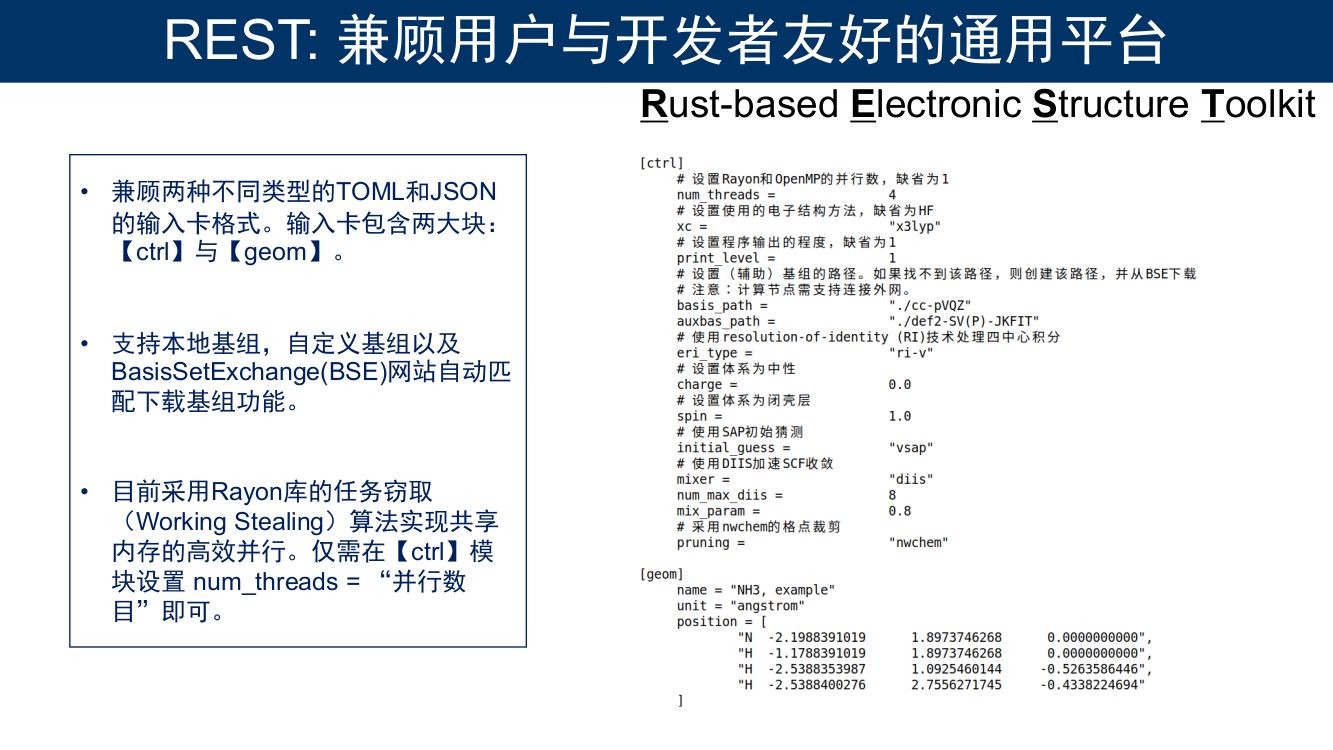 REST: 兼顾用户与开发者友好的通用平台
Rust-based Electronic Structure Toolkit
• 兼顾两种不同类型的TOML和JSON
的输入卡格式。输入卡包含两大块：
【ctrl】与【geom】。
• 支持本地基组，自定义基组以及
BasisSetExchange(BSE)网站自动匹
配下载基组功能。
• 目前采用Rayon库的任务窃取
（Working Stealing）算法实现共享
内存的高效并行。仅需在【ctrl】模
块设置 num_threads = “并行数
目”即可。
[ctrl]
# 设置Rayon和OpenMP的并行数，缺省为1
num_threads = 4
# 设置使用的电子结构方法，缺省为HF
xc = "x3lyp"
# 设置程序输出的程度，缺省为1
print_level = 1
# 设置（辅助）基组的路径。如果找不到该路径，则创建该路径，并从BSE下载
# 注意：计算节点需支持连接外网。
basis_path = "./cc-pVQZ"
auxbas_path = "./def2-SV(P)-JKFIT"
# 使用resolution-of-identity (RI)技术处理四中心积分
eri_type = "ri-v"
# 设置体系为中性
charge = 0.0
# 设置体系为闭壳层
spin = 1.0
# 使用SAP初始猜测
initial_guess = "vsap"
# 使用DIIS加速SCF收敛
mixer = "diis"
num_max_diis = 8
mix_param = 0.8
# 采用nwchem的格点裁剪
pruning = "nwchem"
[geom]
name = "NH3, example"
unit = "angstrom"
position = [
"N -2.1988391019 1.8973746268 0.0000000000",
"H -1.1788391019 1.8973746268 0.0000000000",
"H -2.5388353987 1.0925460144 -0.5263586446",
"H -2.5388400276 2.7556271745 -0.4338224694"
]